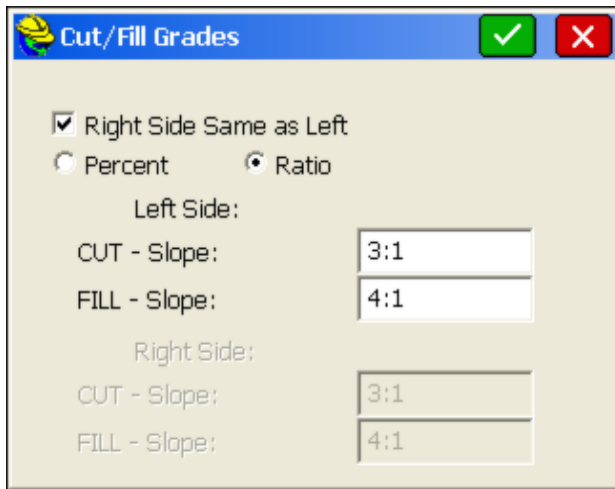 Cut/Fill Grades
Right Side Same as Left
Percent Ratio
Left Side:
CUT - Slope: 3:1
FILL - Slope: 4:1
Right Side:
CUT - Slope: 3:1
FILL - Slope: 4:1